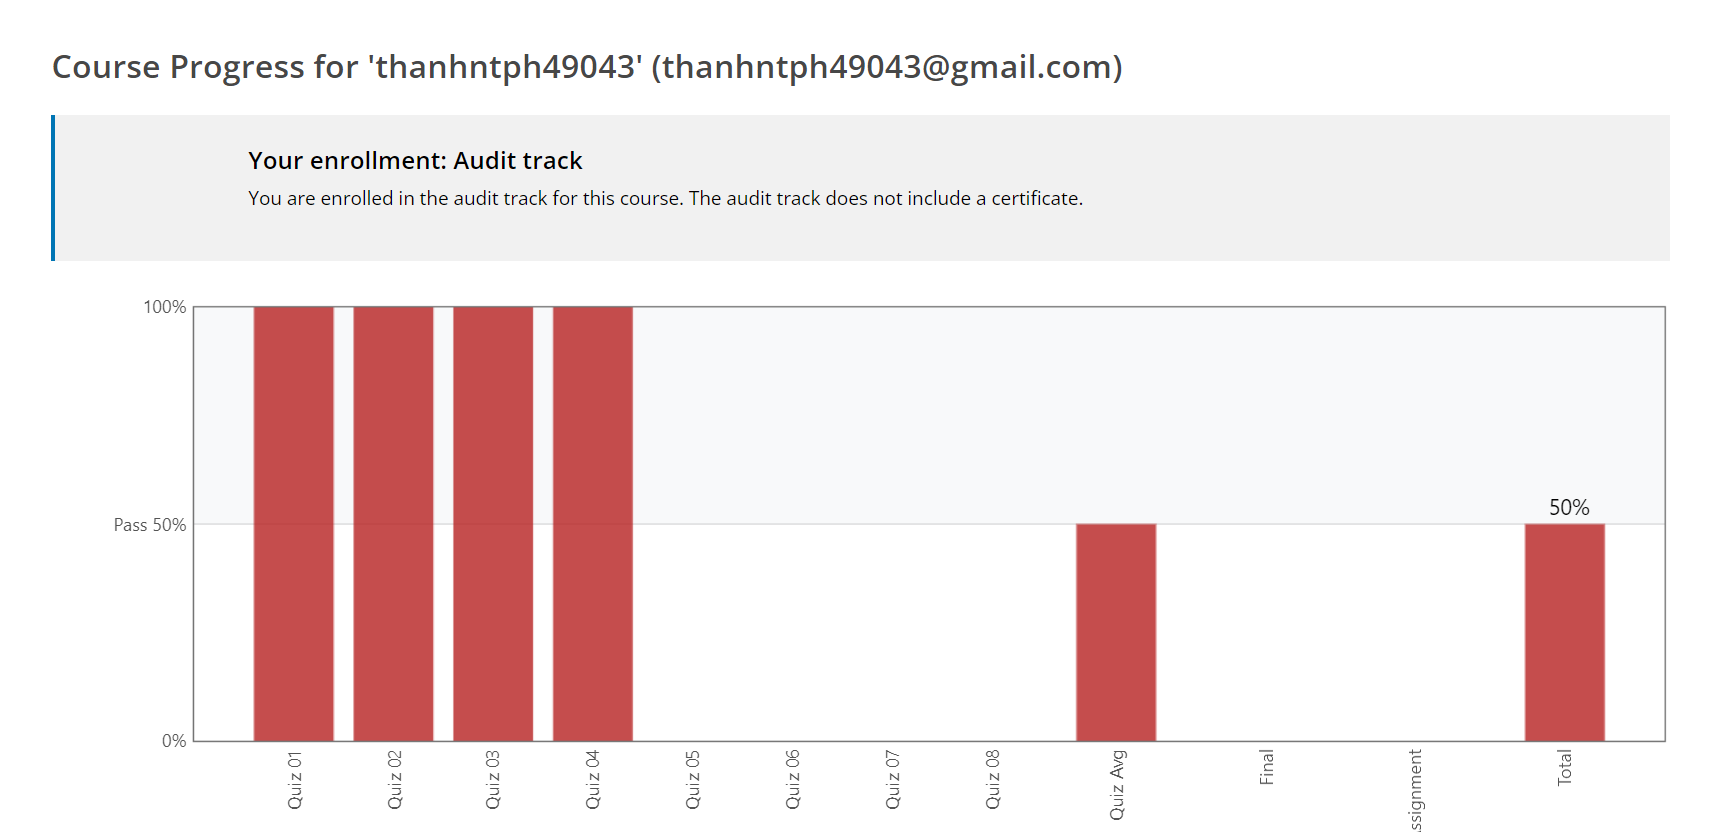 Course Progress for 'thanhntph49043' (thanhntph49043@gmail.com)
Your enrollment: Audit track
You are enrolled in the audit track for this course. The audit track does not include a certificate.
100%
Pass 50%
0%
50%
Quiz 01
Quiz 02
Quiz 03
Quiz 04
Quiz 05
Quiz 06
Quiz 07
Quiz 08
Quiz Avg
Final
ssignment
Total